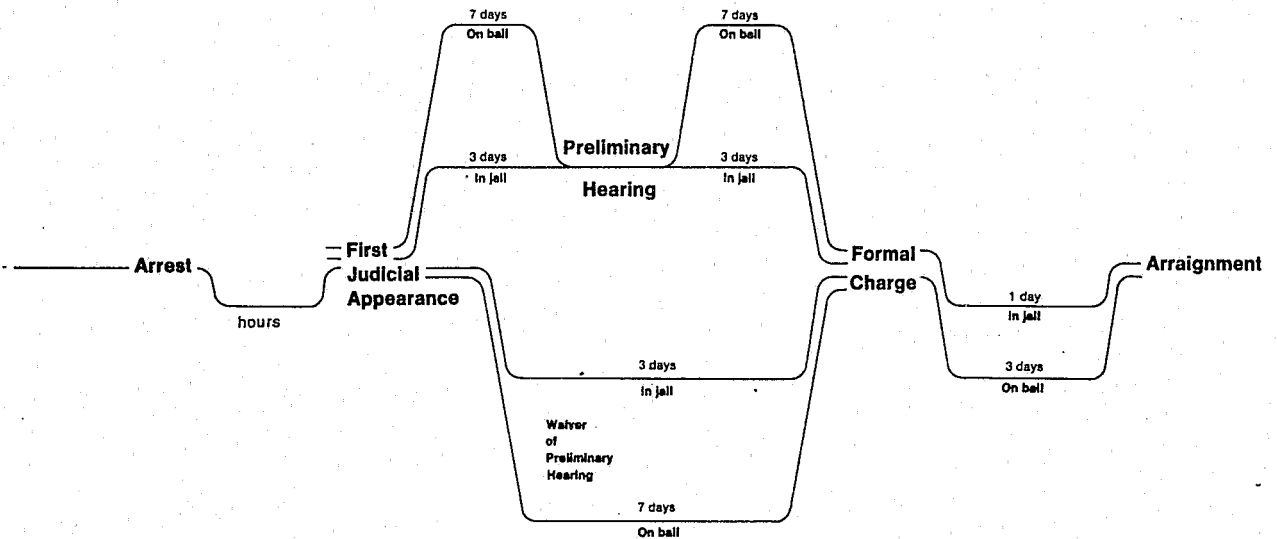 7 days
On bail
7 days
On bail
Preliminary
Hearing
3 days
In jail
3 days
In jail
Arrest
hours
First
Judicial
Appearance
Formal
Charge
Arraignment
1 day
In jail
3 days
On bail
3 days
In jail
Waiver
of
Preliminary
Hearing
7 days
On bail